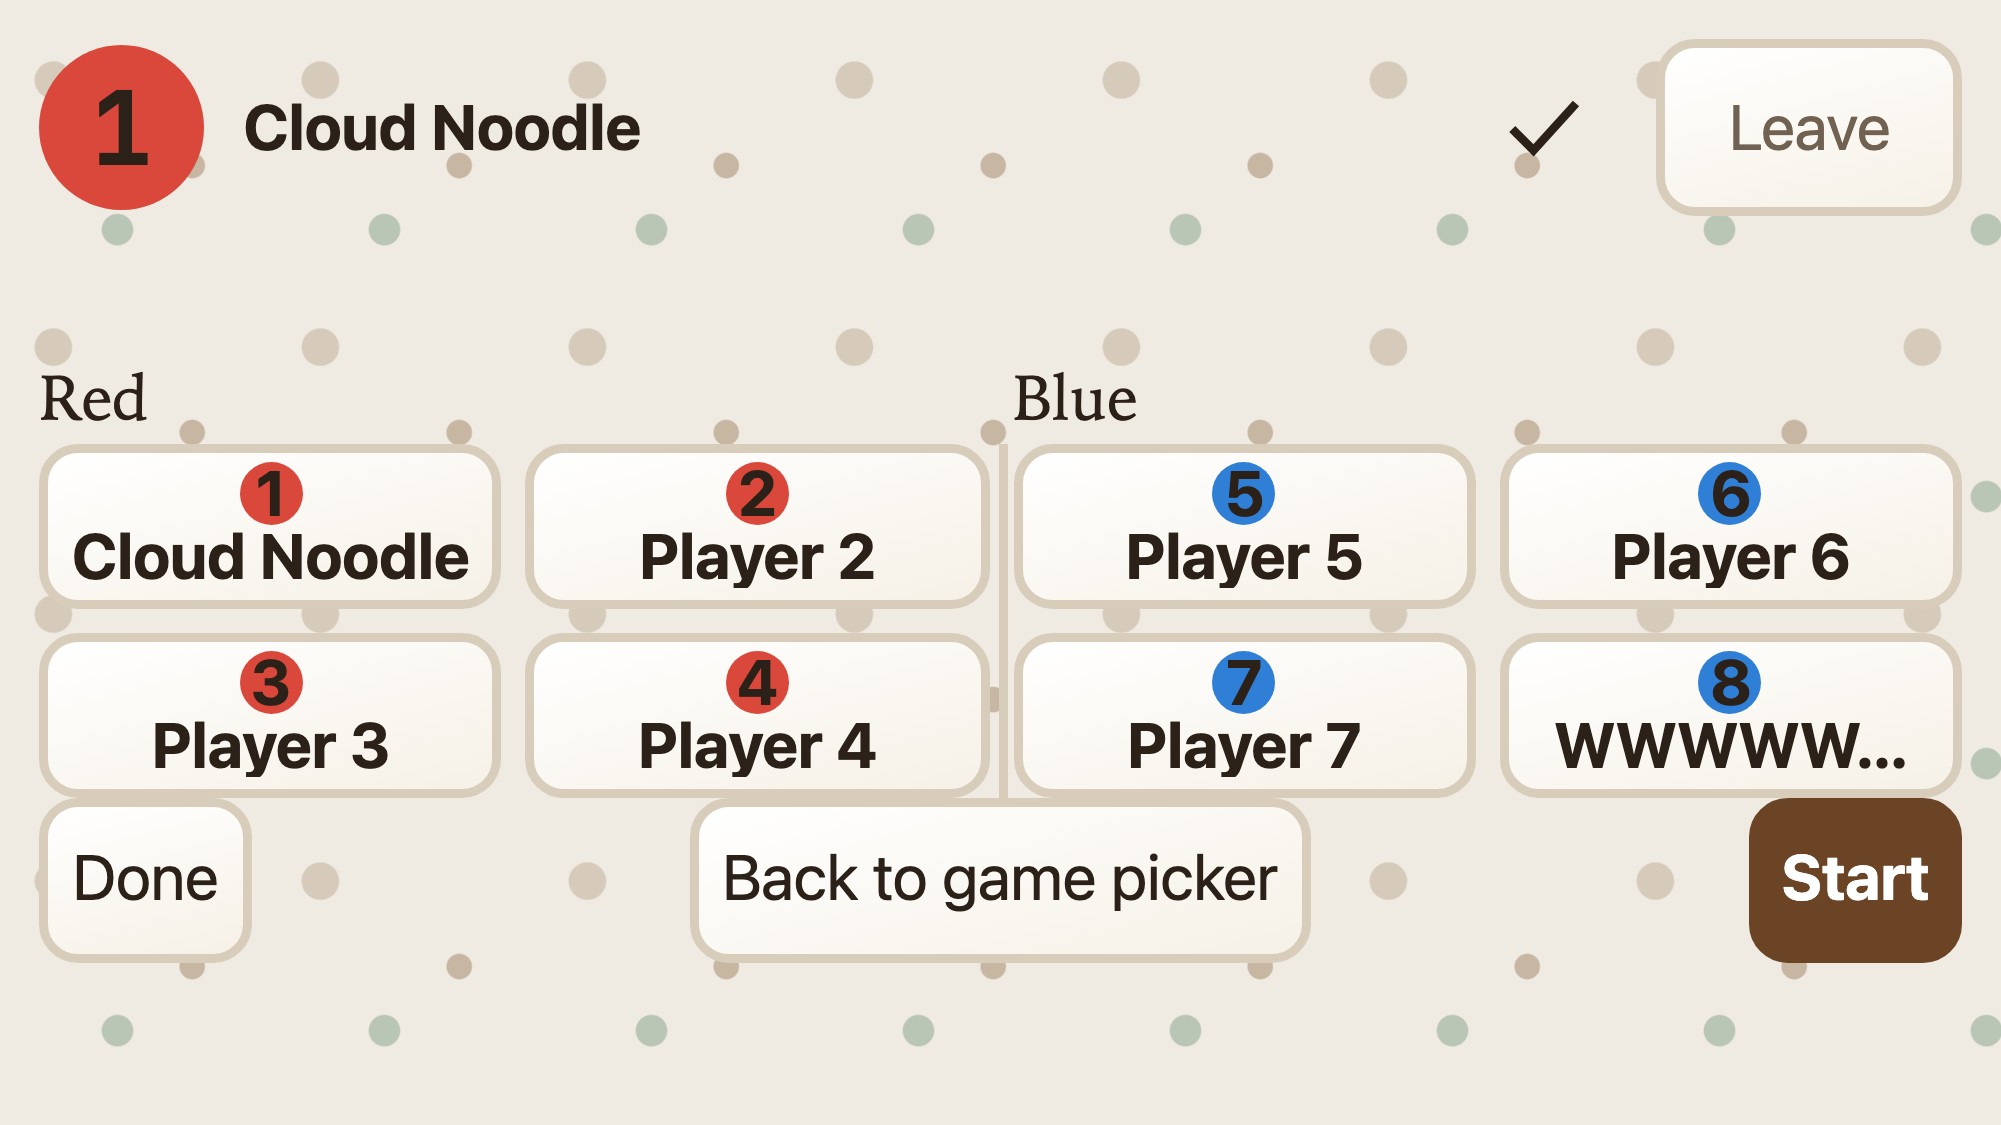 1 Cloud Noodle ✓ Leave
Red Blue
1 2 5 6
Cloud Noodle Player 2 Player 5 Player 6
3 4 7 8
Player 3 Player 4 Player 7 WWWWW...
Done Back to game picker Start